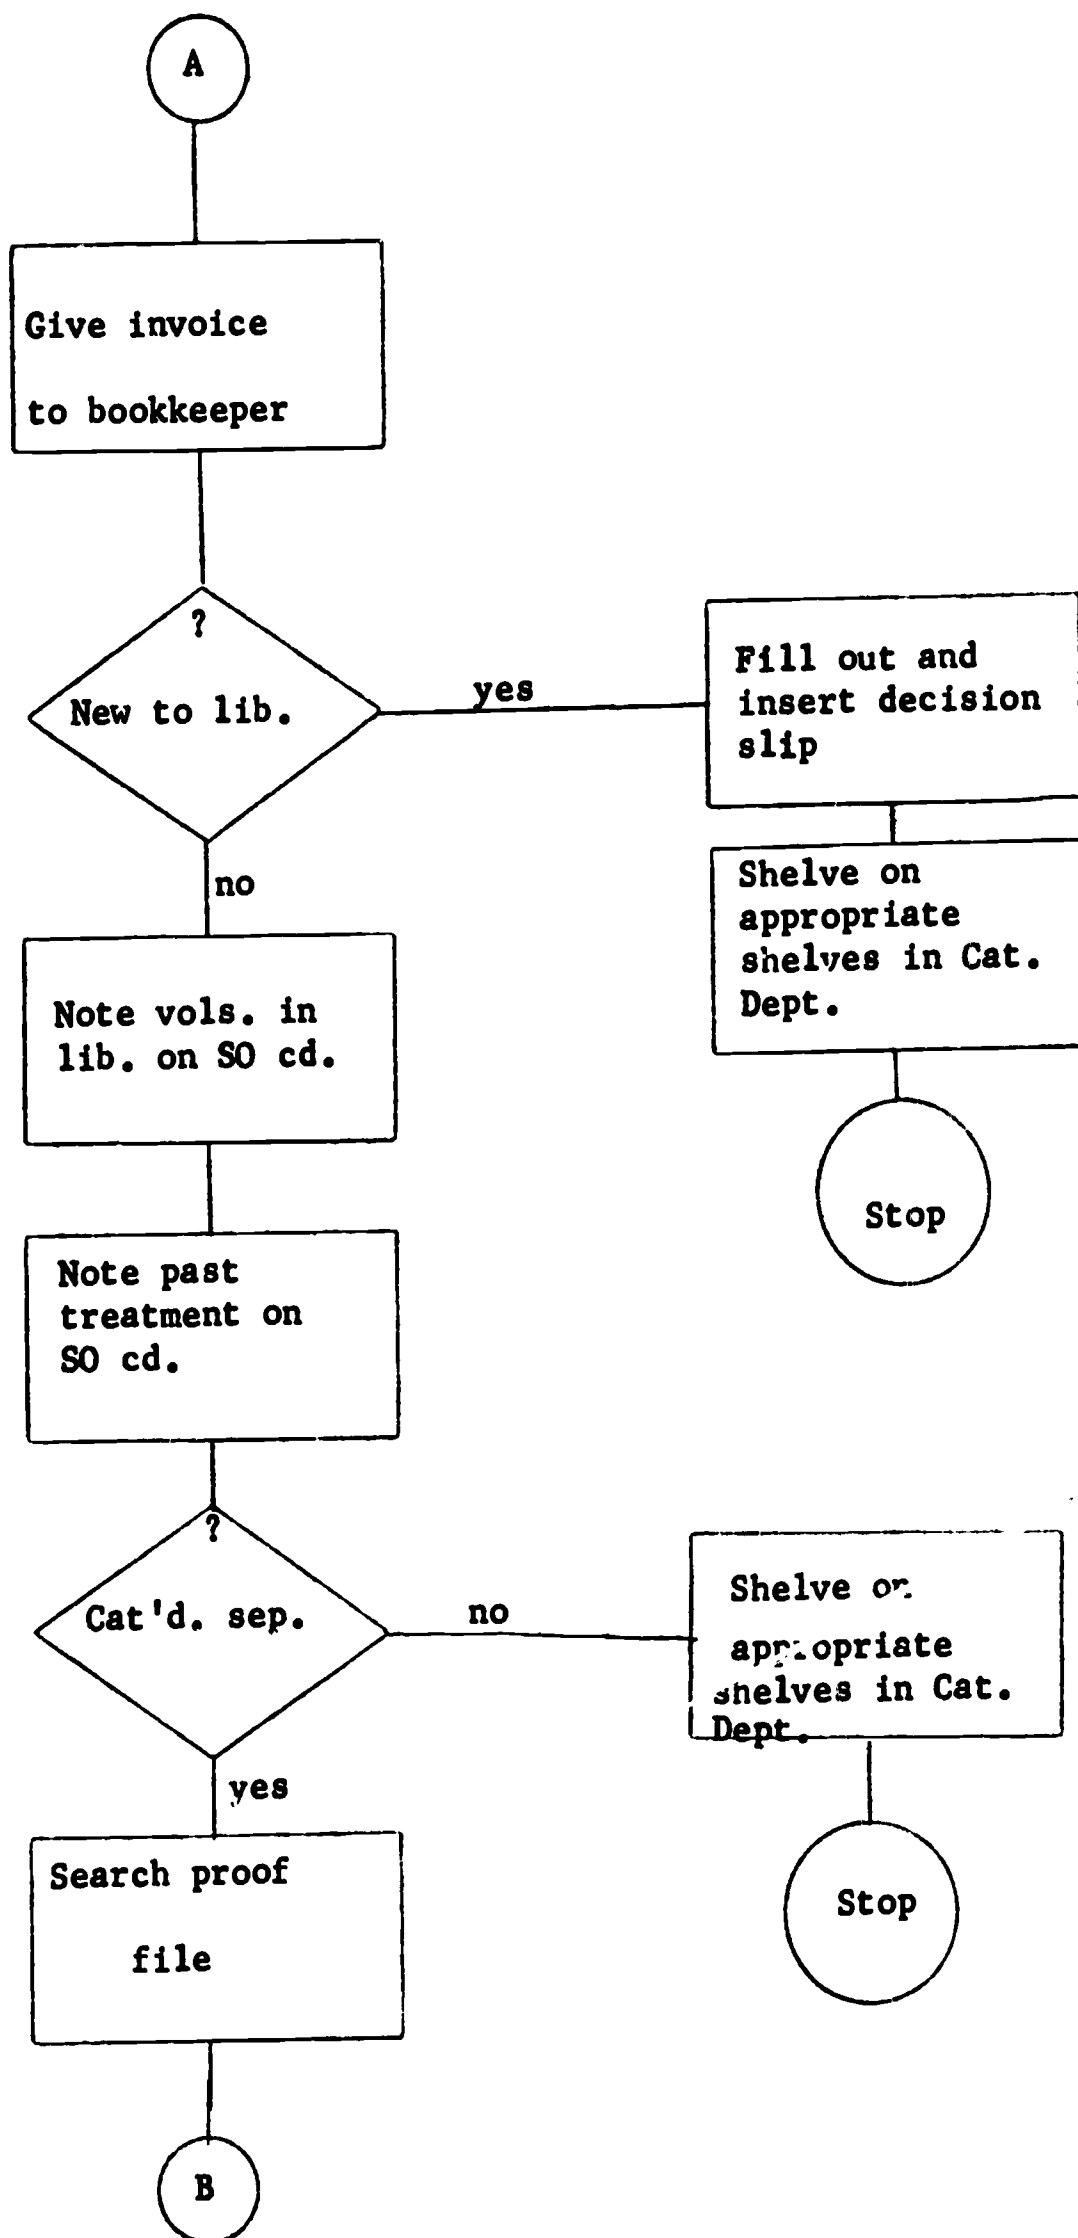 A
Give invoice
to bookkeeper
?
New to lib.
yes
Fill out and
insert decision
slip
Shelve on
appropriate
shelves in Cat.
Dept.
Stop
no
Note vols. in
lib. on SO cd.
Note past
treatment on
SO cd.
?
Cat'd. sep.
no
Shelve on
appropriate
shelves in Cat.
Dept.
Stop
yes
Search proof
file
B